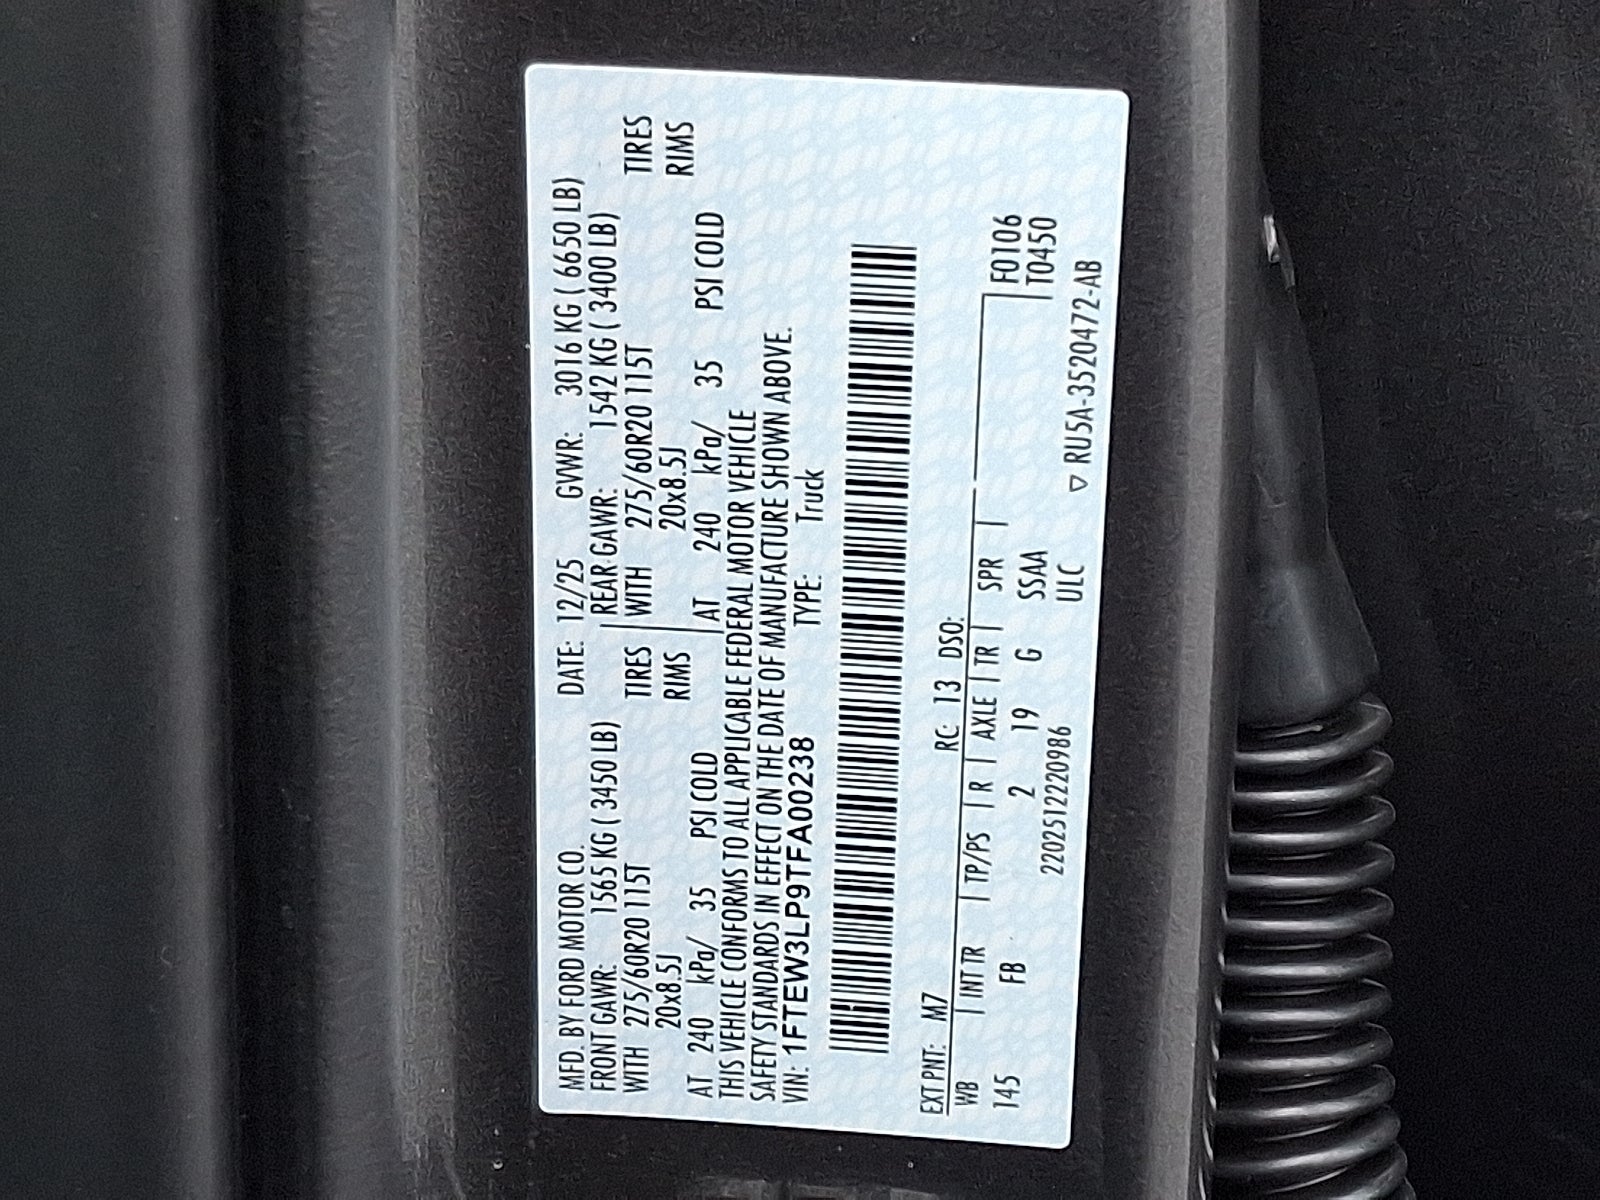 MFD. BY FORD MOTOR CO.
DATE: 12/25 GVWR: 3016 KG ( 6650 LB)
FRONT GAWR: 1565 KG ( 3450 LB)
REAR GAWR: 1542 KG ( 3400 LB)
WITH 275/60R20 115T TIRES
WITH 275/60R20 115T TIRES
20x8.5J RIMS
20x8.5J RIMS
AT 240 kPa/ 35 PSI COLD
AT 240 kPa/ 35 PSI COLD
THIS VEHICLE CONFORMS TO ALL APPLICABLE FEDERAL MOTOR VEHICLE
SAFETY STANDARDS IN EFFECT ON THE DATE OF MANUFACTURE SHOWN ABOVE.
VIN: 1FTEW3LP9TFA00238
TYPE: Truck
EXT PNT: M7 RC: 13 DSO:
WB | INT TR | TP/PS | R | AXLE | TR | SPR |
F0106
145 FB 2 19 G SSAA
T0450
220251222098​6 ULC
▽ RU5A-3520472-AB